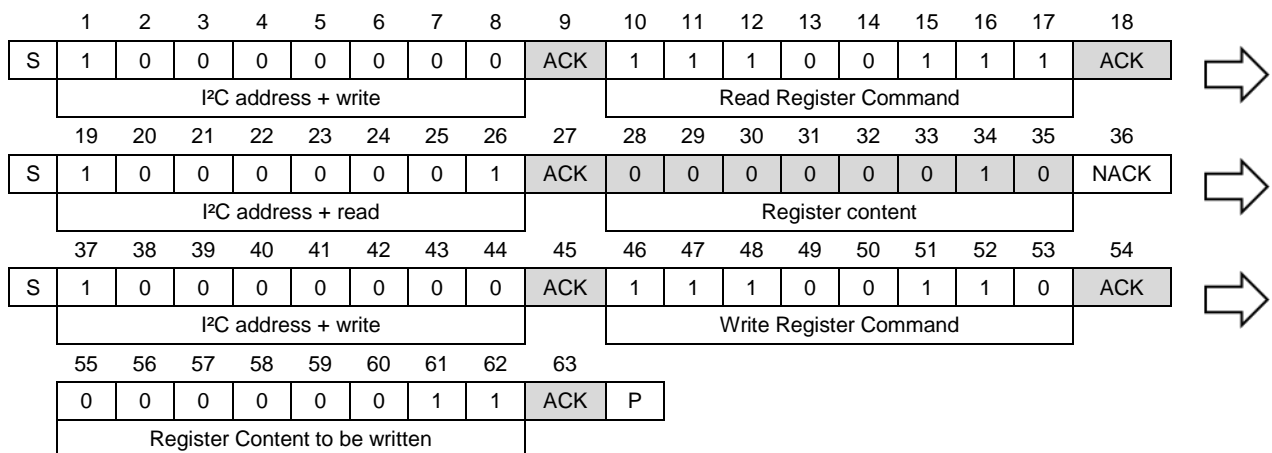 1 2 3 4 5 6 7 8 9 10 11 12 13 14 15 16 17 18
S 1 0 0 0 0 0 0 0 ACK 1 1 1 0 0 1 1 1 ACK
I²C address + write Read Register Command
19 20 21 22 23 24 25 26 27 28 29 30 31 32 33 34 35 36
S 1 0 0 0 0 0 0 1 ACK 0 0 0 0 0 0 1 0 NACK
I²C address + read Register content
37 38 39 40 41 42 43 44 45 46 47 48 49 50 51 52 53 54
S 1 0 0 0 0 0 0 0 ACK 1 1 1 0 0 1 1 0 ACK
I²C address + write Write Register Command
55 56 57 58 59 60 61 62 63
0 0 0 0 0 0 1 1 ACK P
Register Content to be written